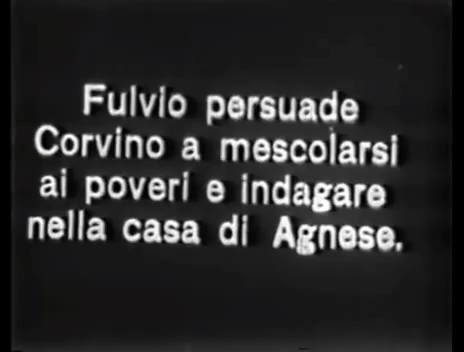 Fulvio persuade
Corvino a mescolarsi
ai poveri e indagare
nella casa di Agnese.